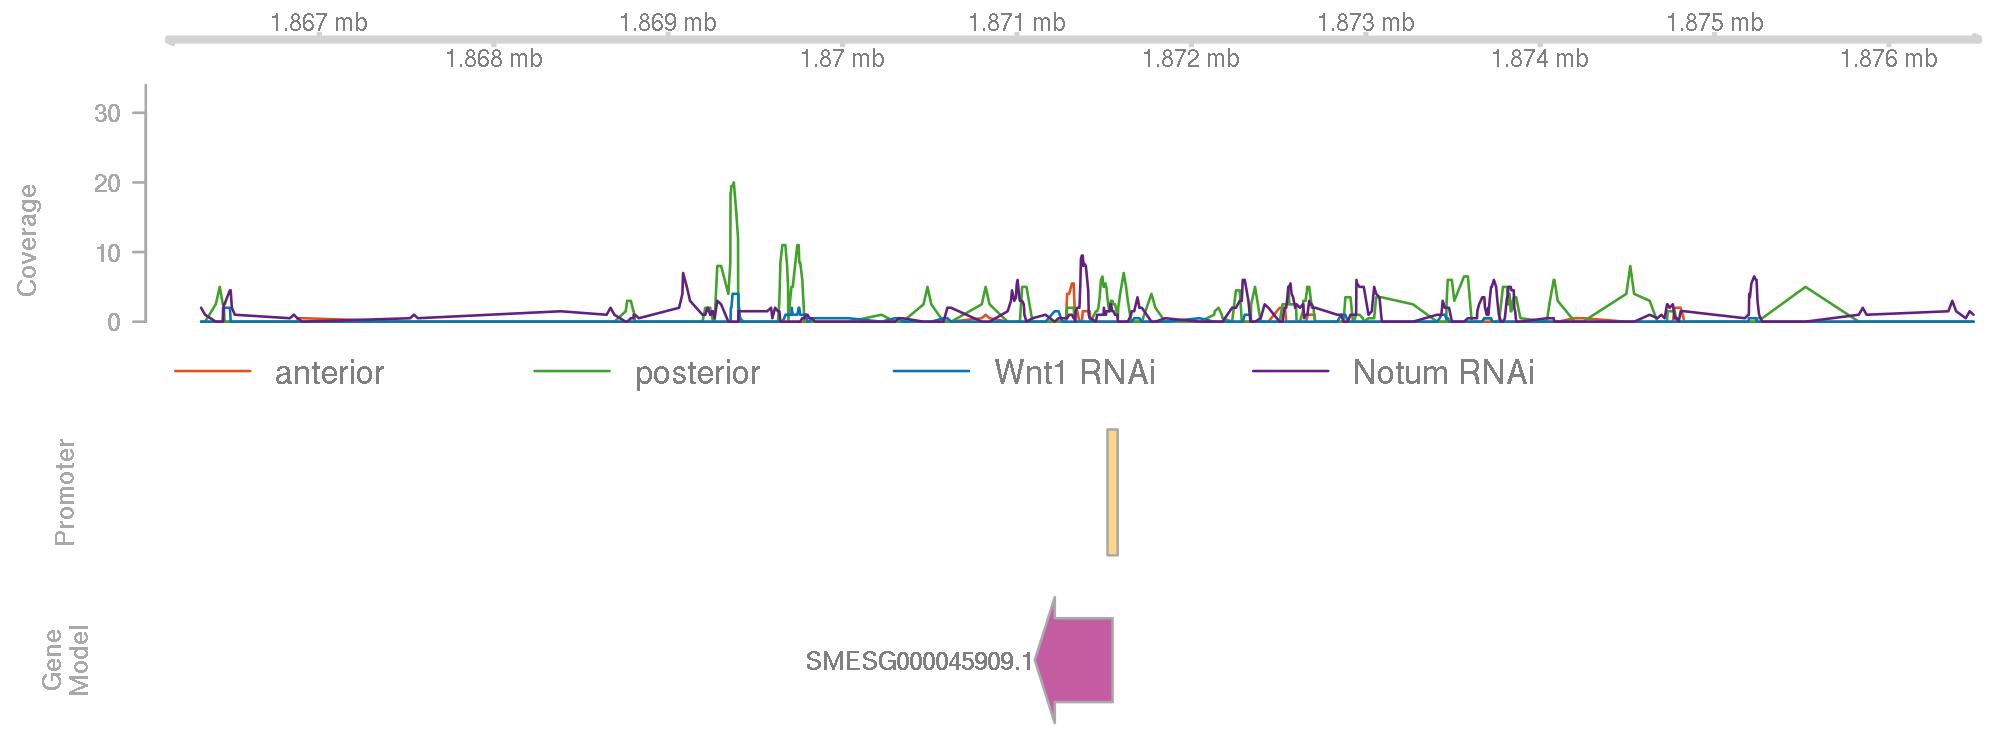 1.867 mb 1.869 mb 1.871 mb 1.873 mb 1.875 mb
1.868 mb 1.87 mb 1.872 mb 1.874 mb 1.876 mb
Coverage
30
20
10
0
anterior posterior Wnt1 RNAi Notum RNAi
Promoter
Gene
Model
SMESG000045909.1